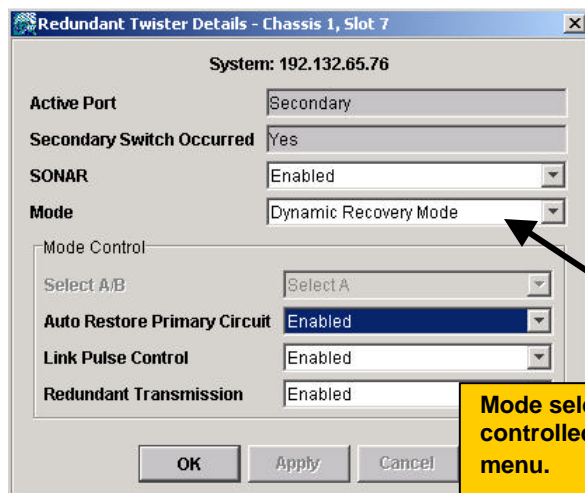 Redundant Twister Details - Chassis 1, Slot 7
System: 192.132.65.76
Active Port Secondary
Secondary Switch Occurred Yes
SONAR Enabled
Mode Dynamic Recovery Mode
Mode Control
Select A/B Select A
Auto Restore Primary Circuit Enabled
Link Pulse Control Enabled
Redundant Transmission Enabled
Mode
menu.
OK Apply Cancel